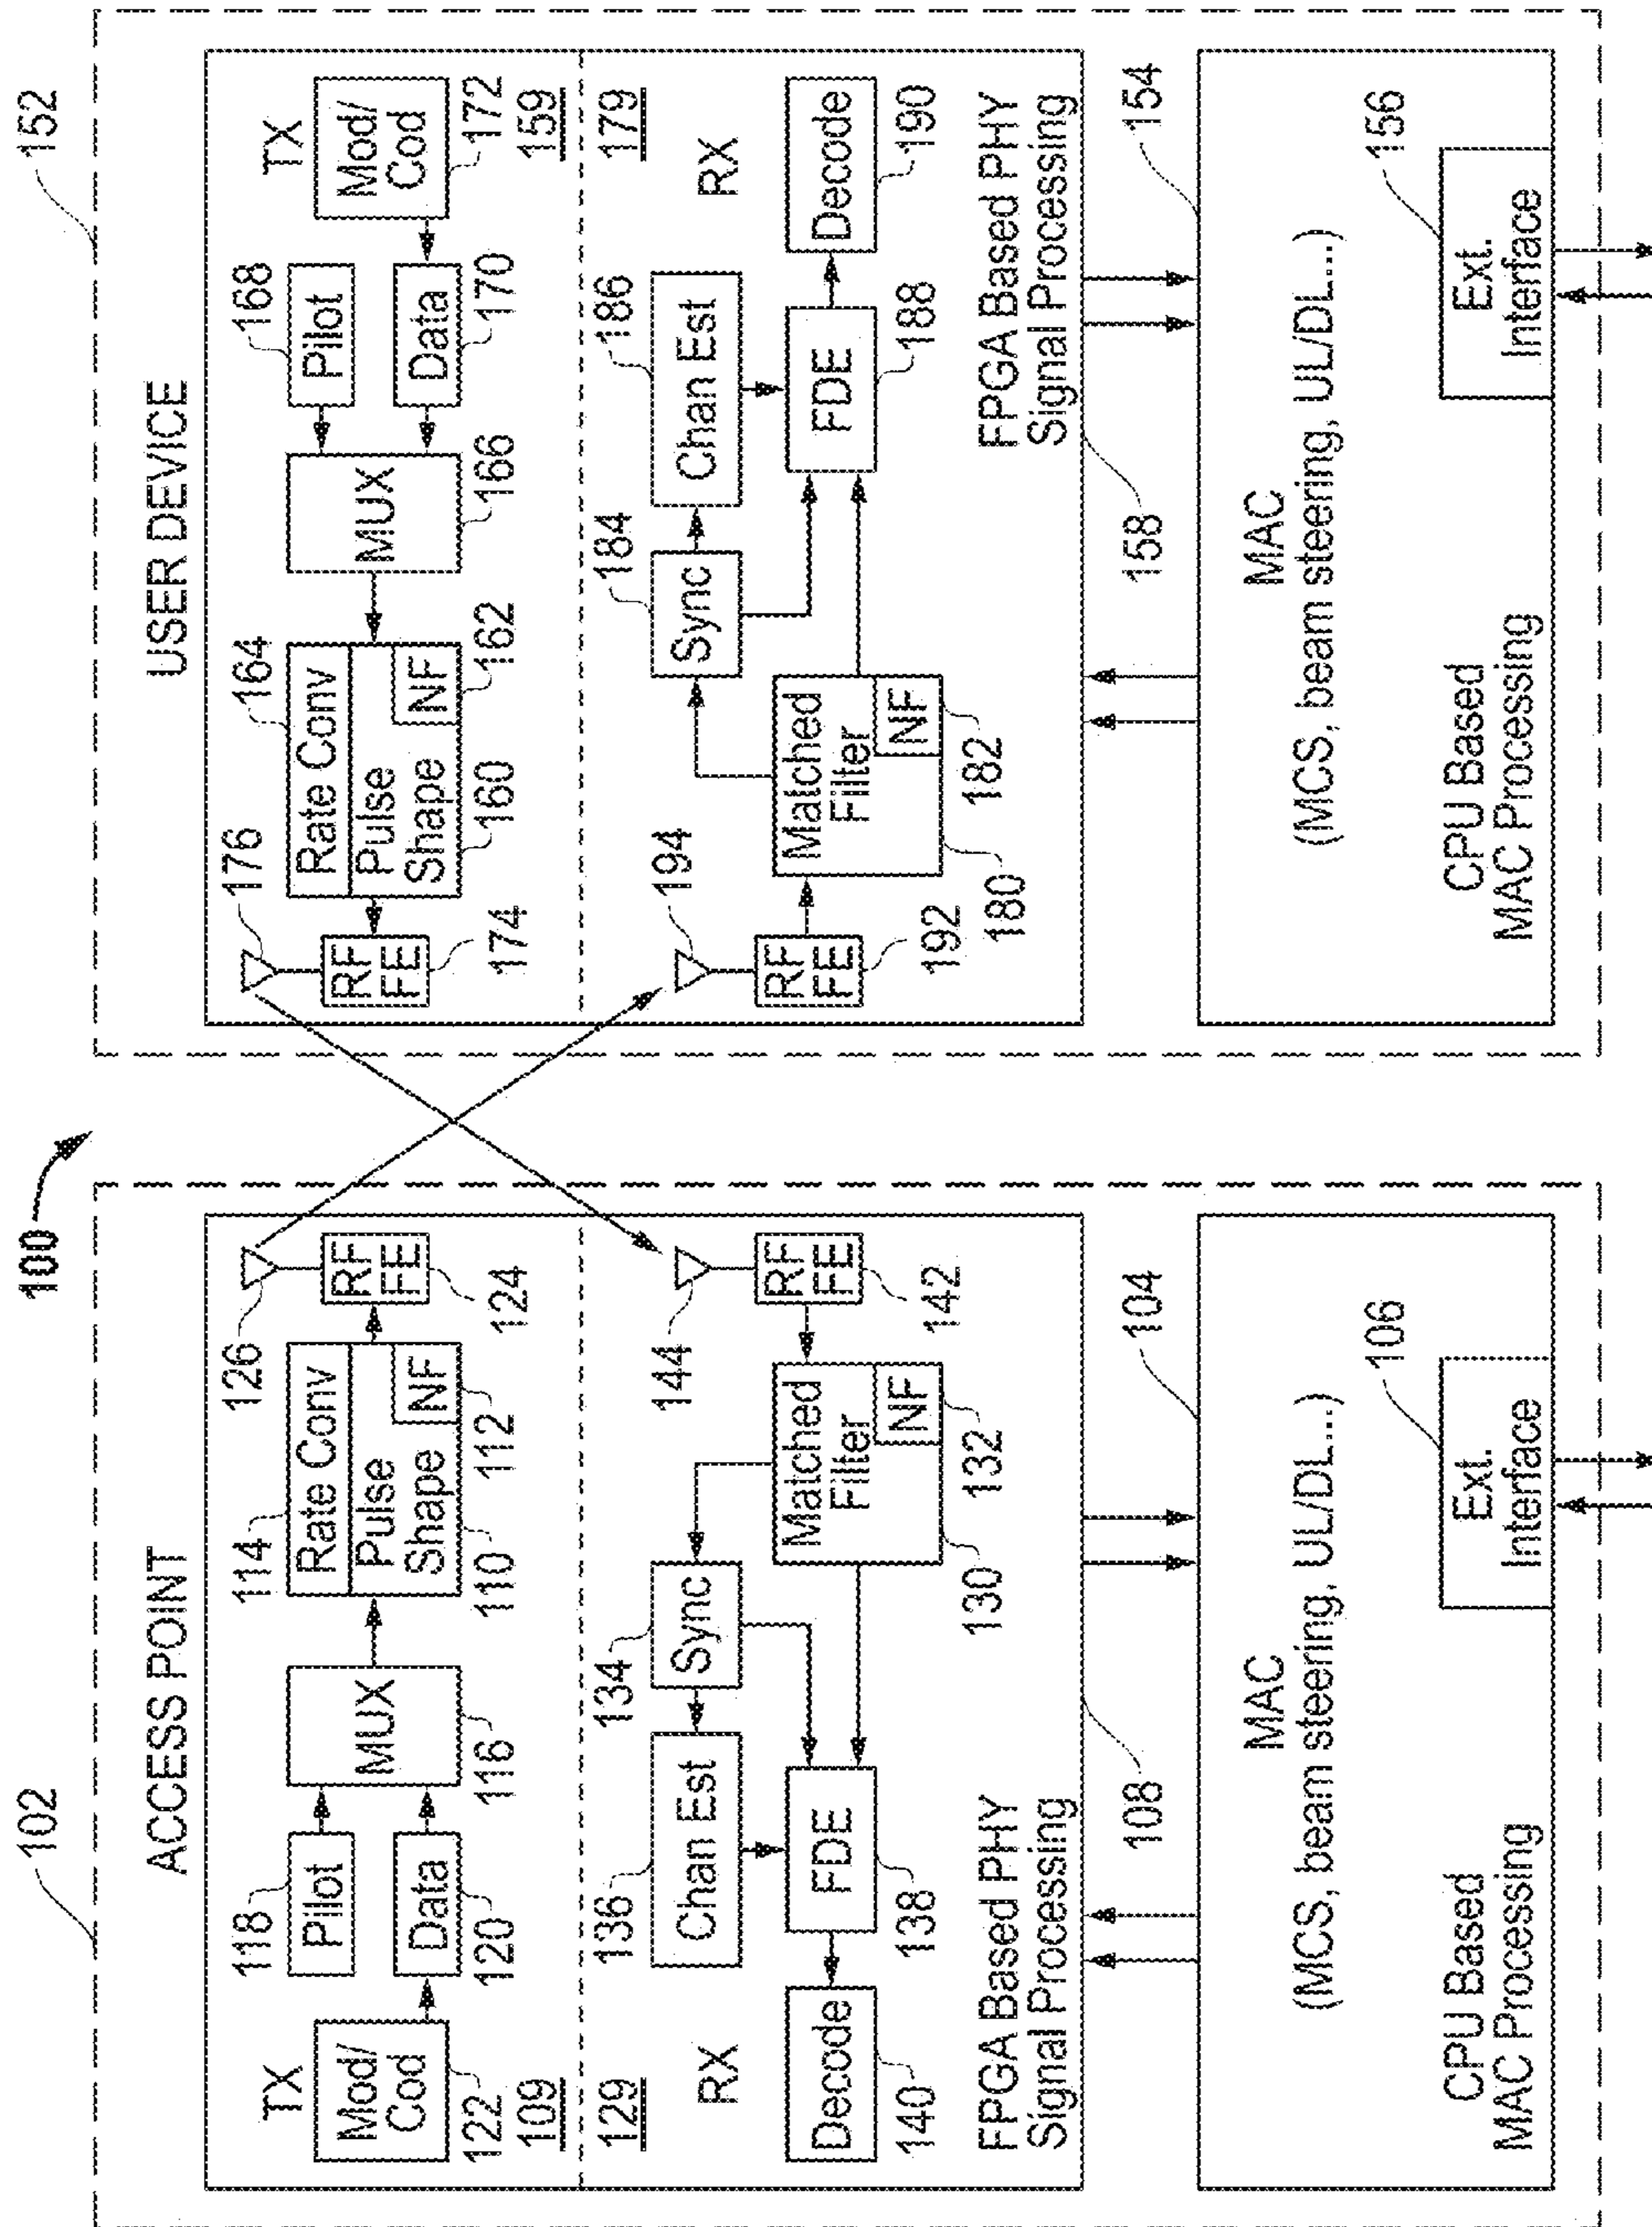 100
102
ACCESS POINT
TX
Mod/
Cod
122
109
118
Pilot
Data
120
MUX
116
114
Rate Conv
Pulse
Shape
NF
110
112
126
RF
FE
124
129
RX
Decode
140
136
Chan Est
FDE
138
134
Sync
Matched
Filter
NF
130
132
144
RF
FE
142
FPGA Based PHY
Signal Processing
108
104
MAC
(MCS, beam steering, UL/DL...)
CPU Based
MAC Processing
106
Ext.
Interface
152
USER DEVICE
176
RF
FE
174
164
Rate Conv
Pulse
Shape
NF
160
162
MUX
166
168
Pilot
Data
170
TX
Mod/
Cod
172
159
194
RF
FE
192
Matched
Filter
NF
180
182
184
Sync
186
Chan Est
FDE
188
179
RX
Decode
190
FPGA Based PHY
Signal Processing
158
154
MAC
(MCS, beam steering, UL/DL...)
CPU Based
MAC Processing
156
Ext.
Interface